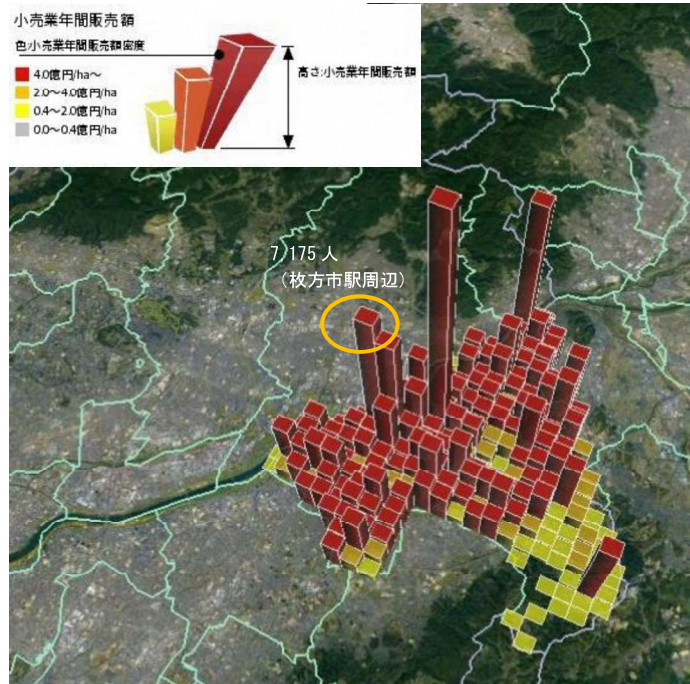 小売業年間販売額
色:小売業年間販売額密度
4.0億円/ha～
2.0～4.0億円/ha
0.4～2.0億円/ha
0.0～0.4億円/ha
高さ:小売業年間販売額
7,175人
（枚方市駅周辺）